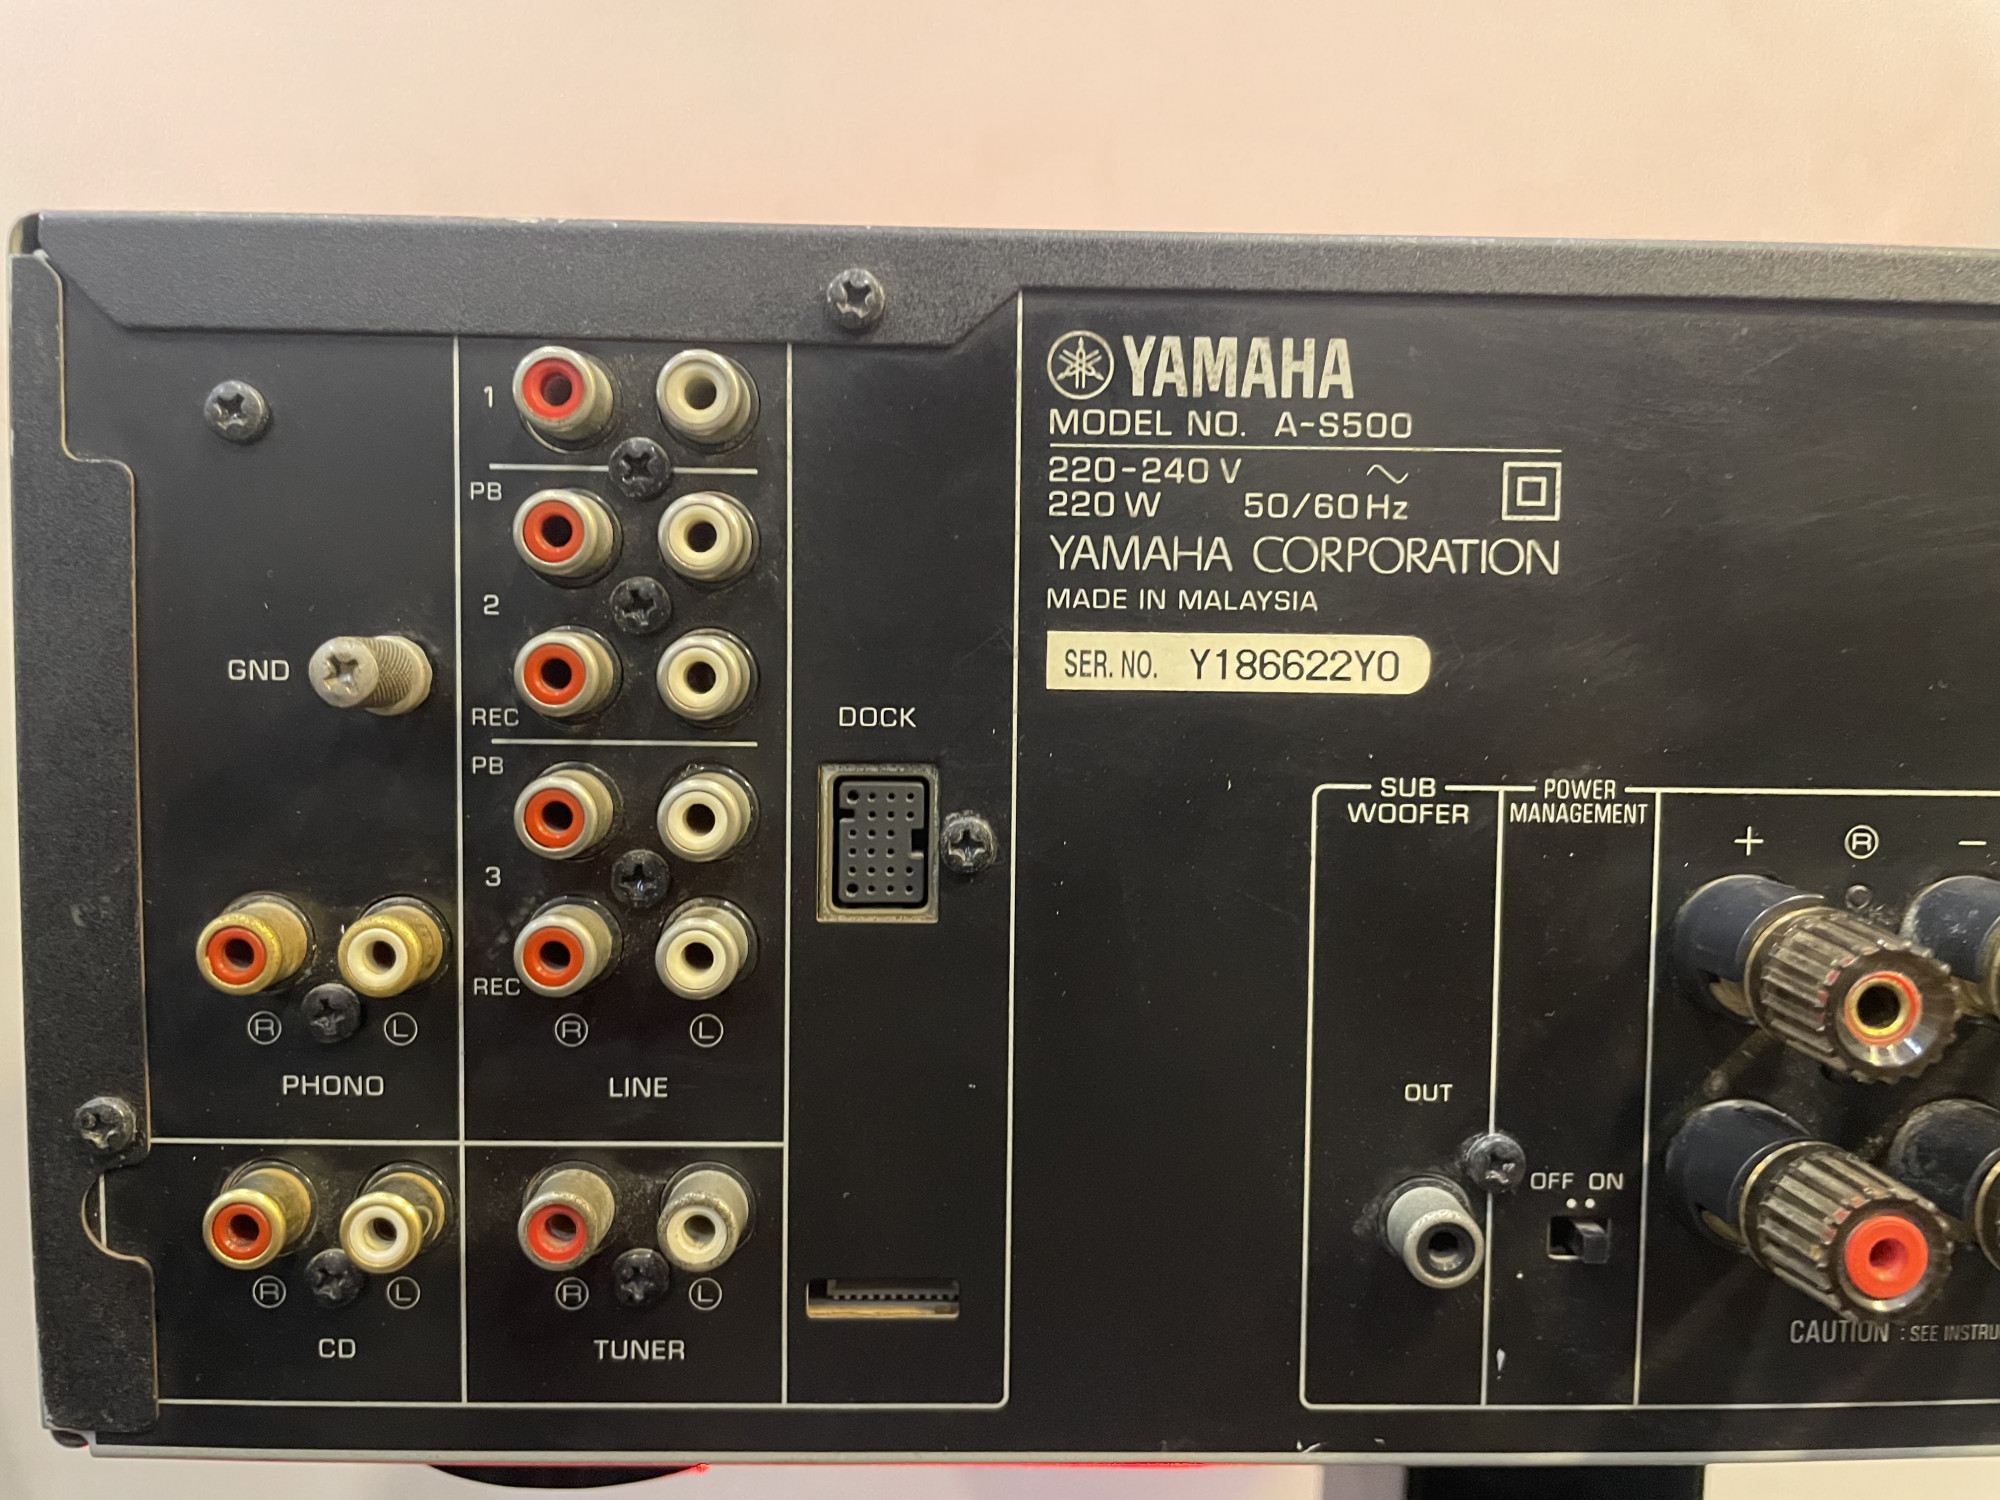 GND
R L
PHONO
R L
CD
1
PB
2
REC
PB
3
REC
R L
LINE
R L
TUNER
DOCK
YAMAHA
MODEL NO. A-S500
220-240 V ~
220 W 50/60 Hz
YAMAHA CORPORATION
MADE IN MALAYSIA
SER. NO. Y186622Y0
SUB
WOOFER
OUT
POWER
MANAGEMENT
OFF ON
+ R −
CAUTION : SEE INSTRU